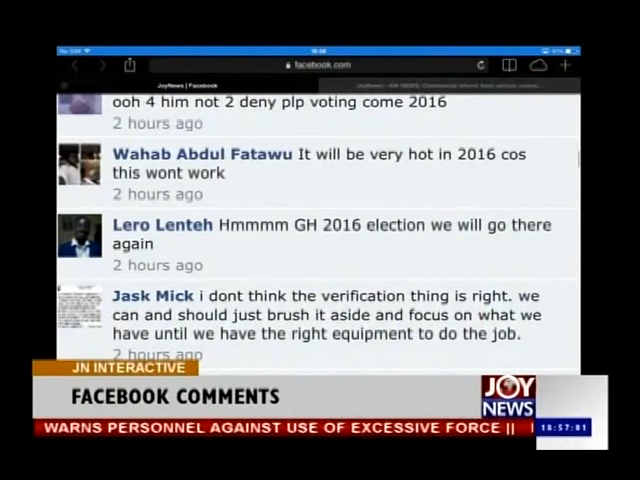 No SIM
18:56
41%
facebook.com
JoyNews | Facebook
ooh 4 him not 2 deny plp voting come 2016
2 hours ago
Wahab Abdul Fatawu It will be very hot in 2016 cos
this wont work
2 hours ago
Lero Lenteh Hmmmm GH 2016 election we will go there
again
2 hours ago
Jask Mick i dont think the verification thing is right. we
can and should just brush it aside and focus on what we
have until we have the right equipment to do the job.
2 hours ago
JN INTERACTIVE
FACEBOOK COMMENTS
JOY
NEWS
WARNS PERSONNEL AGAINST USE OF EXCESSIVE FORCE ||
18:57:01